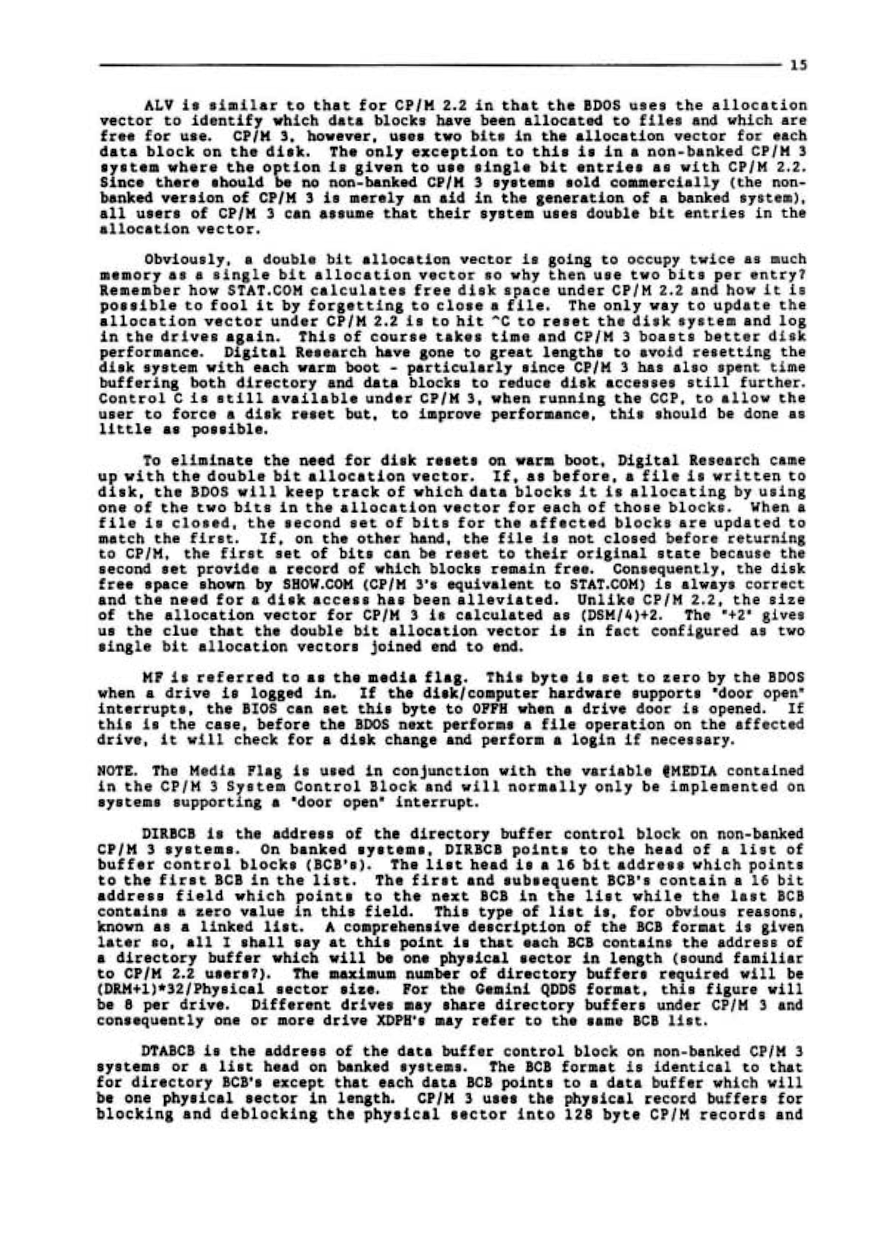 15
ALV is similar to that for CP/M 2.2 in that the BDOS uses the allocation
vector to identify which data blocks have been allocated to files and which are
free for use. CP/M 3, however, uses two bits in the allocation vector for each
data block on the disk. The only exception to this is in a non-banked CP/M 3
system where the option is given to use single bit entries as with CP/M 2.2.
Since there should be no non-banked CP/M 3 systems sold commercially (the non-
banked version of CP/M 3 is merely an aid in the generation of a banked system),
all users of CP/M 3 can assume that their system uses double bit entries in the
allocation vector.
Obviously, a double bit allocation vector is going to occupy twice as much
memory as a single bit allocation vector so why then use two bits per entry?
Remember how STAT.COM calculates free disk space under CP/M 2.2 and how it is
possible to fool it by forgetting to close a file. The only way to update the
allocation vector under CP/M 2.2 is to hit ^C to reset the disk system and log
in the drives again. This of course takes time and CP/M 3 boasts better disk
performance. Digital Research have gone to great lengths to avoid resetting the
disk system with each warm boot - particularly since CP/M 3 has also spent time
buffering both directory and data blocks to reduce disk accesses still further.
Control C is still available under CP/M 3, when running the CCP, to allow the
user to force a disk reset but, to improve performance, this should be done as
little as possible.
To eliminate the need for disk resets on warm boot, Digital Research came
up with the double bit allocation vector. If, as before, a file is written to
disk, the BDOS will keep track of which data blocks it is allocating by using
one of the two bits in the allocation vector for each of those blocks. When a
file is closed, the second set of bits for the affected blocks are updated to
match the first. If, on the other hand, the file is not closed before returning
to CP/M, the first set of bits can be reset to their original state because the
second set provide a record of which blocks remain free. Consequently, the disk
free space shown by SHOW.COM (CP/M 3's equivalent to STAT.COM) is always correct
and the need for a disk access has been alleviated. Unlike CP/M 2.2, the size
of the allocation vector for CP/M 3 is calculated as (DSM/4)+2. The "+2" gives
us the clue that the double bit allocation vector is in fact configured as two
single bit allocation vectors joined end to end.
MF is referred to as the media flag. This byte is set to zero by the BDOS
when a drive is logged in. If the disk/computer hardware supports "door open"
interrupts, the BIOS can set this byte to 0FFH when a drive door is opened. If
this is the case, before the BDOS next performs a file operation on the affected
drive, it will check for a disk change and perform a login if necessary.
NOTE. The Media Flag is used in conjunction with the variable @MEDIA contained
in the CP/M 3 System Control Block and will normally only be implemented on
systems supporting a "door open" interrupt.
DIRBCB is the address of the directory buffer control block on non-banked
CP/M 3 systems. On banked systems, DIRBCB points to the head of a list of
buffer control blocks (BCB's). The list head is a 16 bit address which points
to the first BCB in the list. The first and subsequent BCB's contain a 16 bit
address field which points to the next BCB in the list while the last BCB
contains a zero value in this field. This type of list is, for obvious reasons,
known as a linked list. A comprehensive description of the BCB format is given
later so, all I shall say at this point is that each BCB contains the address of
a directory buffer which will be one physical sector in length (sound familiar
to CP/M 2.2 users?). The maximum number of directory buffers required will be
(DRM+1)*32/Physical sector size. For the Gemini QDDS format, this figure will
be 8 per drive. Different drives may share directory buffers under CP/M 3 and
consequently one or more drive XDPH's may refer to the same BCB list.
DTABCB is the address of the data buffer control block on non-banked CP/M 3
systems or a list head on banked systems. The BCB format is identical to that
for directory BCB's except that each data BCB points to a data buffer which will
be one physical sector in length. CP/M 3 uses the physical record buffers for
blocking and deblocking the physical sector into 128 byte CP/M records and